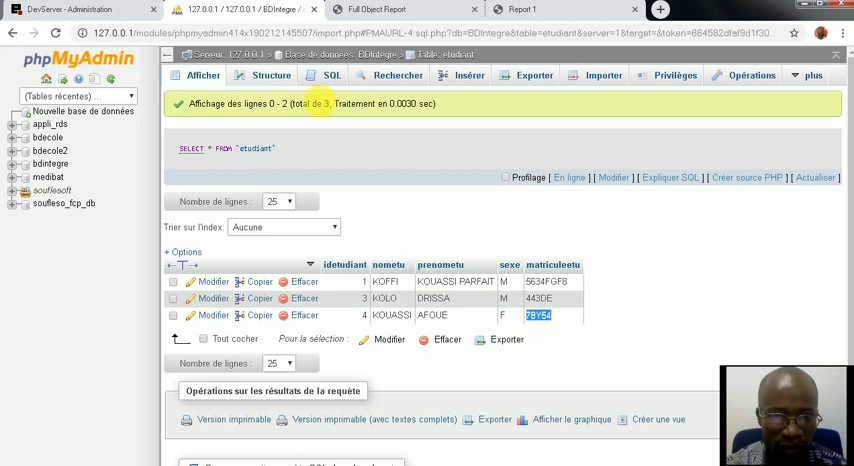 DevServer - Administration × 127.0.0.1 / 127.0.0.1 / BDIntegre / × Full Object Report × Report 1 ×
127.0.0.1/modules/phpmyadmin414x190212145507/import.php#PMAURL-4:sql.php?db=BDIntegre&table=etudiant&server=1&target=&token=664582dfaf9d1f30...
phpMyAdmin
(Tables récentes) ...
Nouvelle base de données
appli_rds
bdecole
bdecole2
bdintegre
medibat
souflesoft
soufleso_fcp_db
Serveur: 127.0.0.1 » Base de données: BDIntegre » Table: etudiant
Afficher Structure SQL Rechercher Insérer Exporter Importer Privilèges Opérations plus
Affichage des lignes 0 - 2 (total de 3, Traitement en 0.0030 sec)
SELECT * FROM `etudiant`
Profilage [ En ligne ] [ Modifier ] [ Expliquer SQL ] [ Créer source PHP ] [ Actualiser ]
Nombre de lignes : 25
Trier sur l'index: Aucune
+ Options
←T→ idetudiant nometu prenometu sexe matriculeetu
Modifier Copier Effacer 1 KOFFI KOUASSI PARFAIT M 5634FGF8
Modifier Copier Effacer 3 KOLO DRISSA M 443DE
Modifier Copier Effacer 4 KOUASSI AFOUE F 7BY54
Tout cocher Pour la sélection : Modifier Effacer Exporter
Nombre de lignes : 25
Opérations sur les résultats de la requête
Version imprimable Version imprimable (avec textes complets) Exporter Afficher le graphique Créer une vue